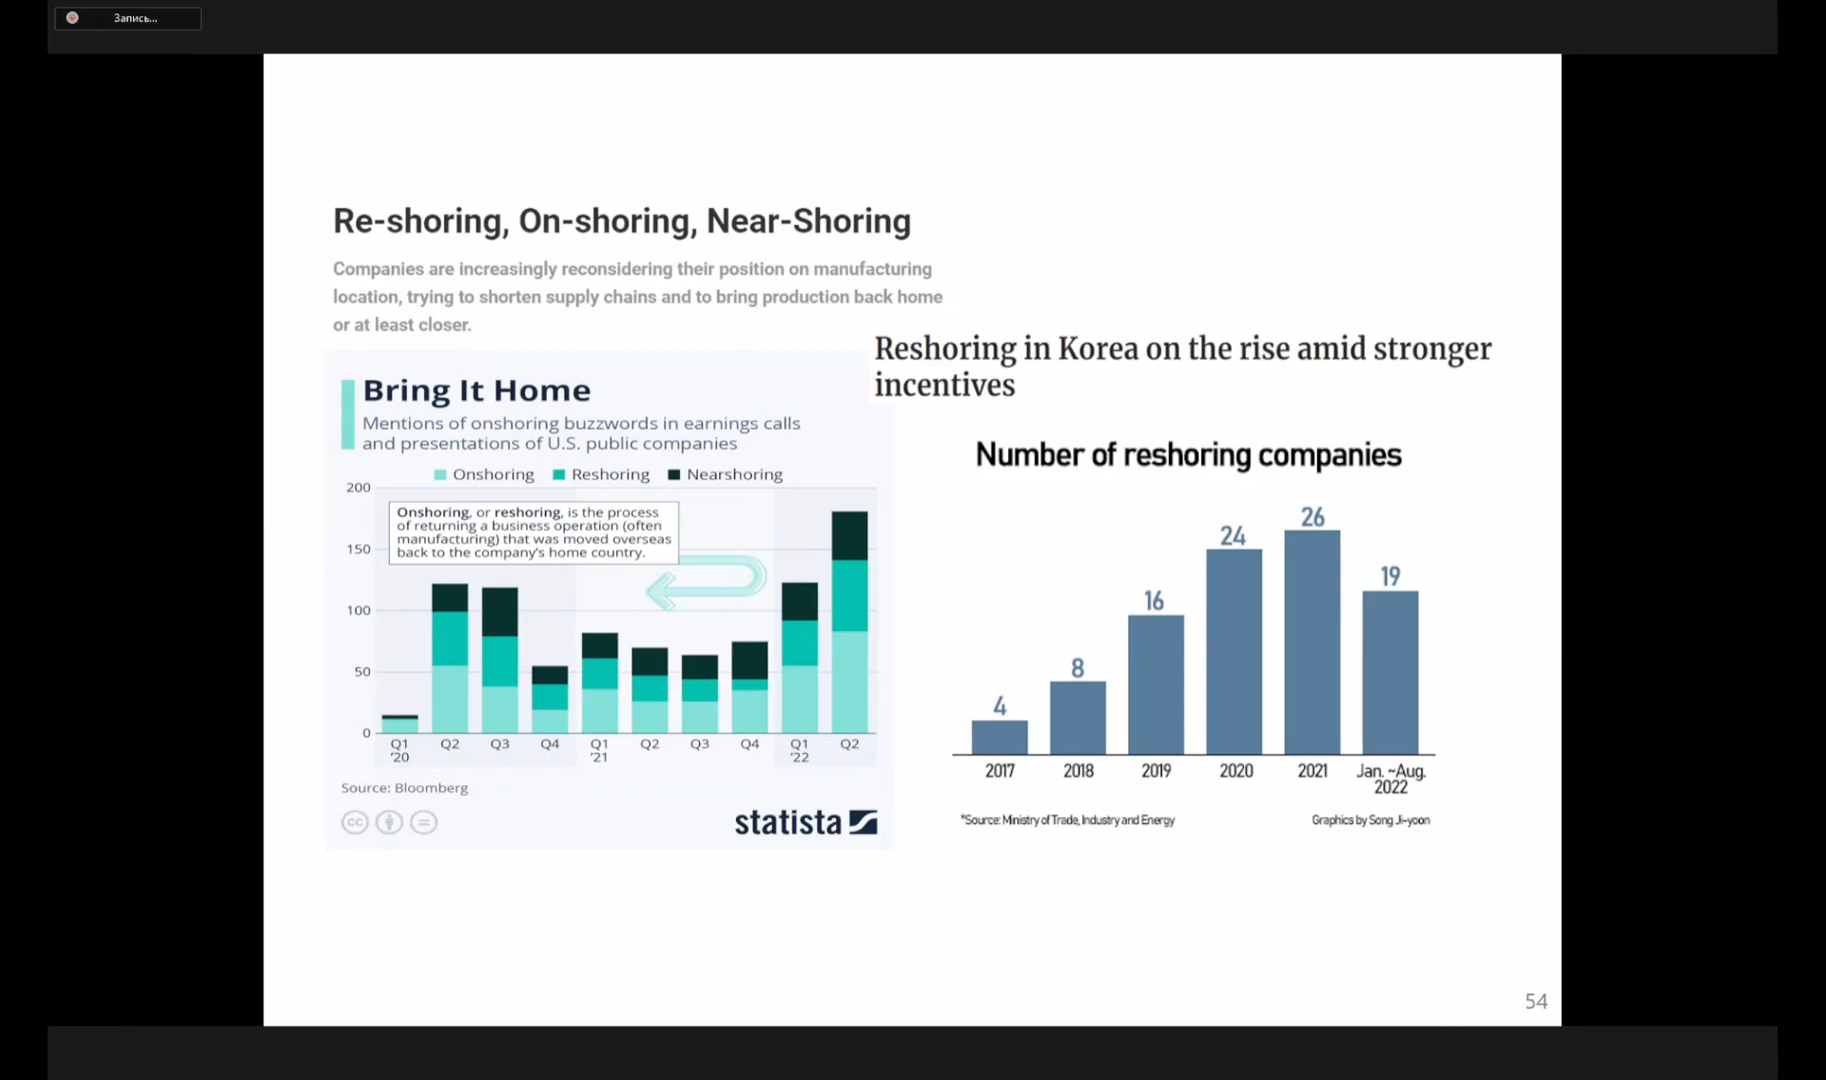 Запись...
Re-shoring, On-shoring, Near-Shoring
Companies are increasingly reconsidering their position on manufacturing
location, trying to shorten supply chains and to bring production back home
or at least closer.
Bring It Home
Mentions of onshoring buzzwords in earnings calls
and presentations of U.S. public companies
Onshoring Reshoring Nearshoring
200
150
100
50
0
Onshoring, or reshoring, is the process
of returning a business operation (often
manufacturing) that was moved overseas
back to the company's home country.
Q1 Q2 Q3 Q4 Q1 Q2 Q3 Q4 Q1 Q2
'20 '21 '22
Source: Bloomberg
cc =
statista
Reshoring in Korea on the rise amid stronger
incentives
Number of reshoring companies
4 8 16 24 26 19
2017 2018 2019 2020 2021 Jan. ~Aug.
2022
*Source: Ministry of Trade, Industry and Energy Graphics by Song Ji-yoon
54